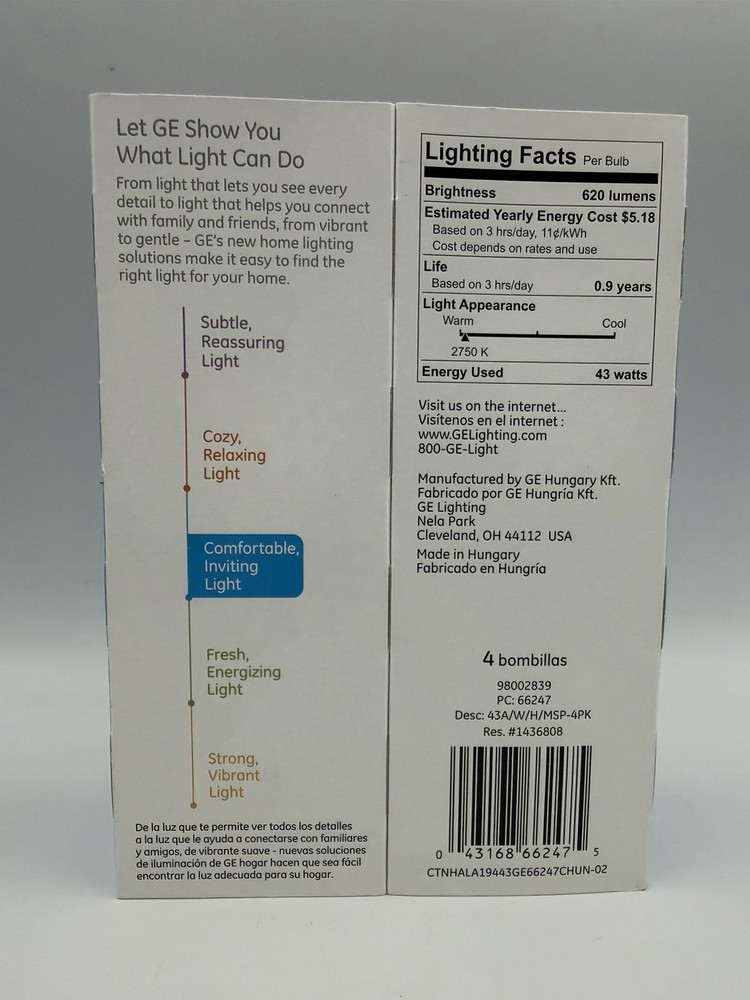 Let GE Show You
What Light Can Do
From light that lets you see every
detail to light that helps you connect
with family and friends, from vibrant
to gentle – GE's new home lighting
solutions make it easy to find the
right light for your home.
Subtle,
Reassuring
Light
Cozy,
Relaxing
Light
Comfortable,
Inviting
Light
Fresh,
Energizing
Light
Strong,
Vibrant
Light
De la luz que te permite ver todos los detalles
a la luz que le ayuda a conectarse con familiares
y amigos, de vibrante suave - nuevas soluciones
de iluminación de GE hogar hacen que sea fácil
encontrar la luz adecuada para su hogar.
Lighting Facts Per Bulb
Brightness 620 lumens
Estimated Yearly Energy Cost $5.18
Based on 3 hrs/day, 11¢/kWh
Cost depends on rates and use
Life
Based on 3 hrs/day 0.9 years
Light Appearance
Warm Cool
2750 K
Energy Used 43 watts
Visit us on the internet...
Visítenos en el internet :
www.GELighting.com
800-GE-Light
Manufactured by GE Hungary Kft.
Fabricado por GE Hungría Kft.
GE Lighting
Nela Park
Cleveland, OH 44112 USA
Made in Hungary
Fabricado en Hungría
4 bombillas
98002839
PC: 66247
Desc: 43A/W/H/MSP-4PK
Res. #1436808
0 43168 66247 5
CTNHALA19443GE66247CHUN-02